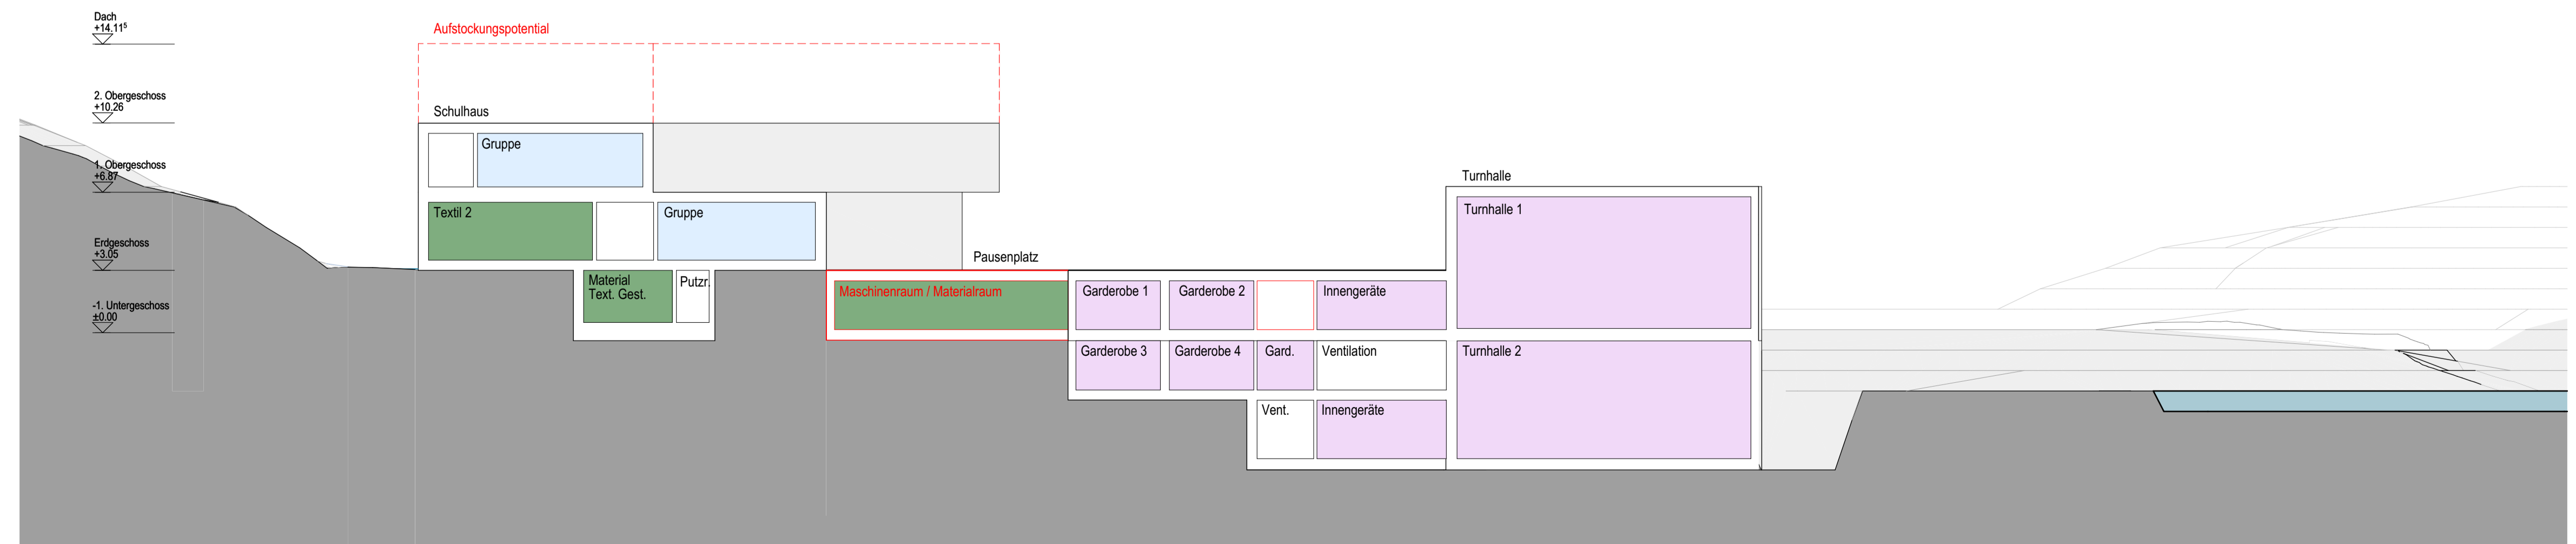 Dach
+14.11⁵
2. Obergeschoss
+10.26
1. Obergeschoss
+6.87
Erdgeschoss
+3.05
-1. Untergeschoss
±0.00
Aufstockungspotential
Schulhaus
Gruppe
Textil 2
Gruppe
Material
Text. Gest.
Putzr.
Pausenplatz
Maschinenraum / Materialraum
Garderobe 1
Garderobe 2
Innengeräte
Garderobe 3
Garderobe 4
Gard.
Ventilation
Vent.
Innengeräte
Turnhalle
Turnhalle 1
Turnhalle 2